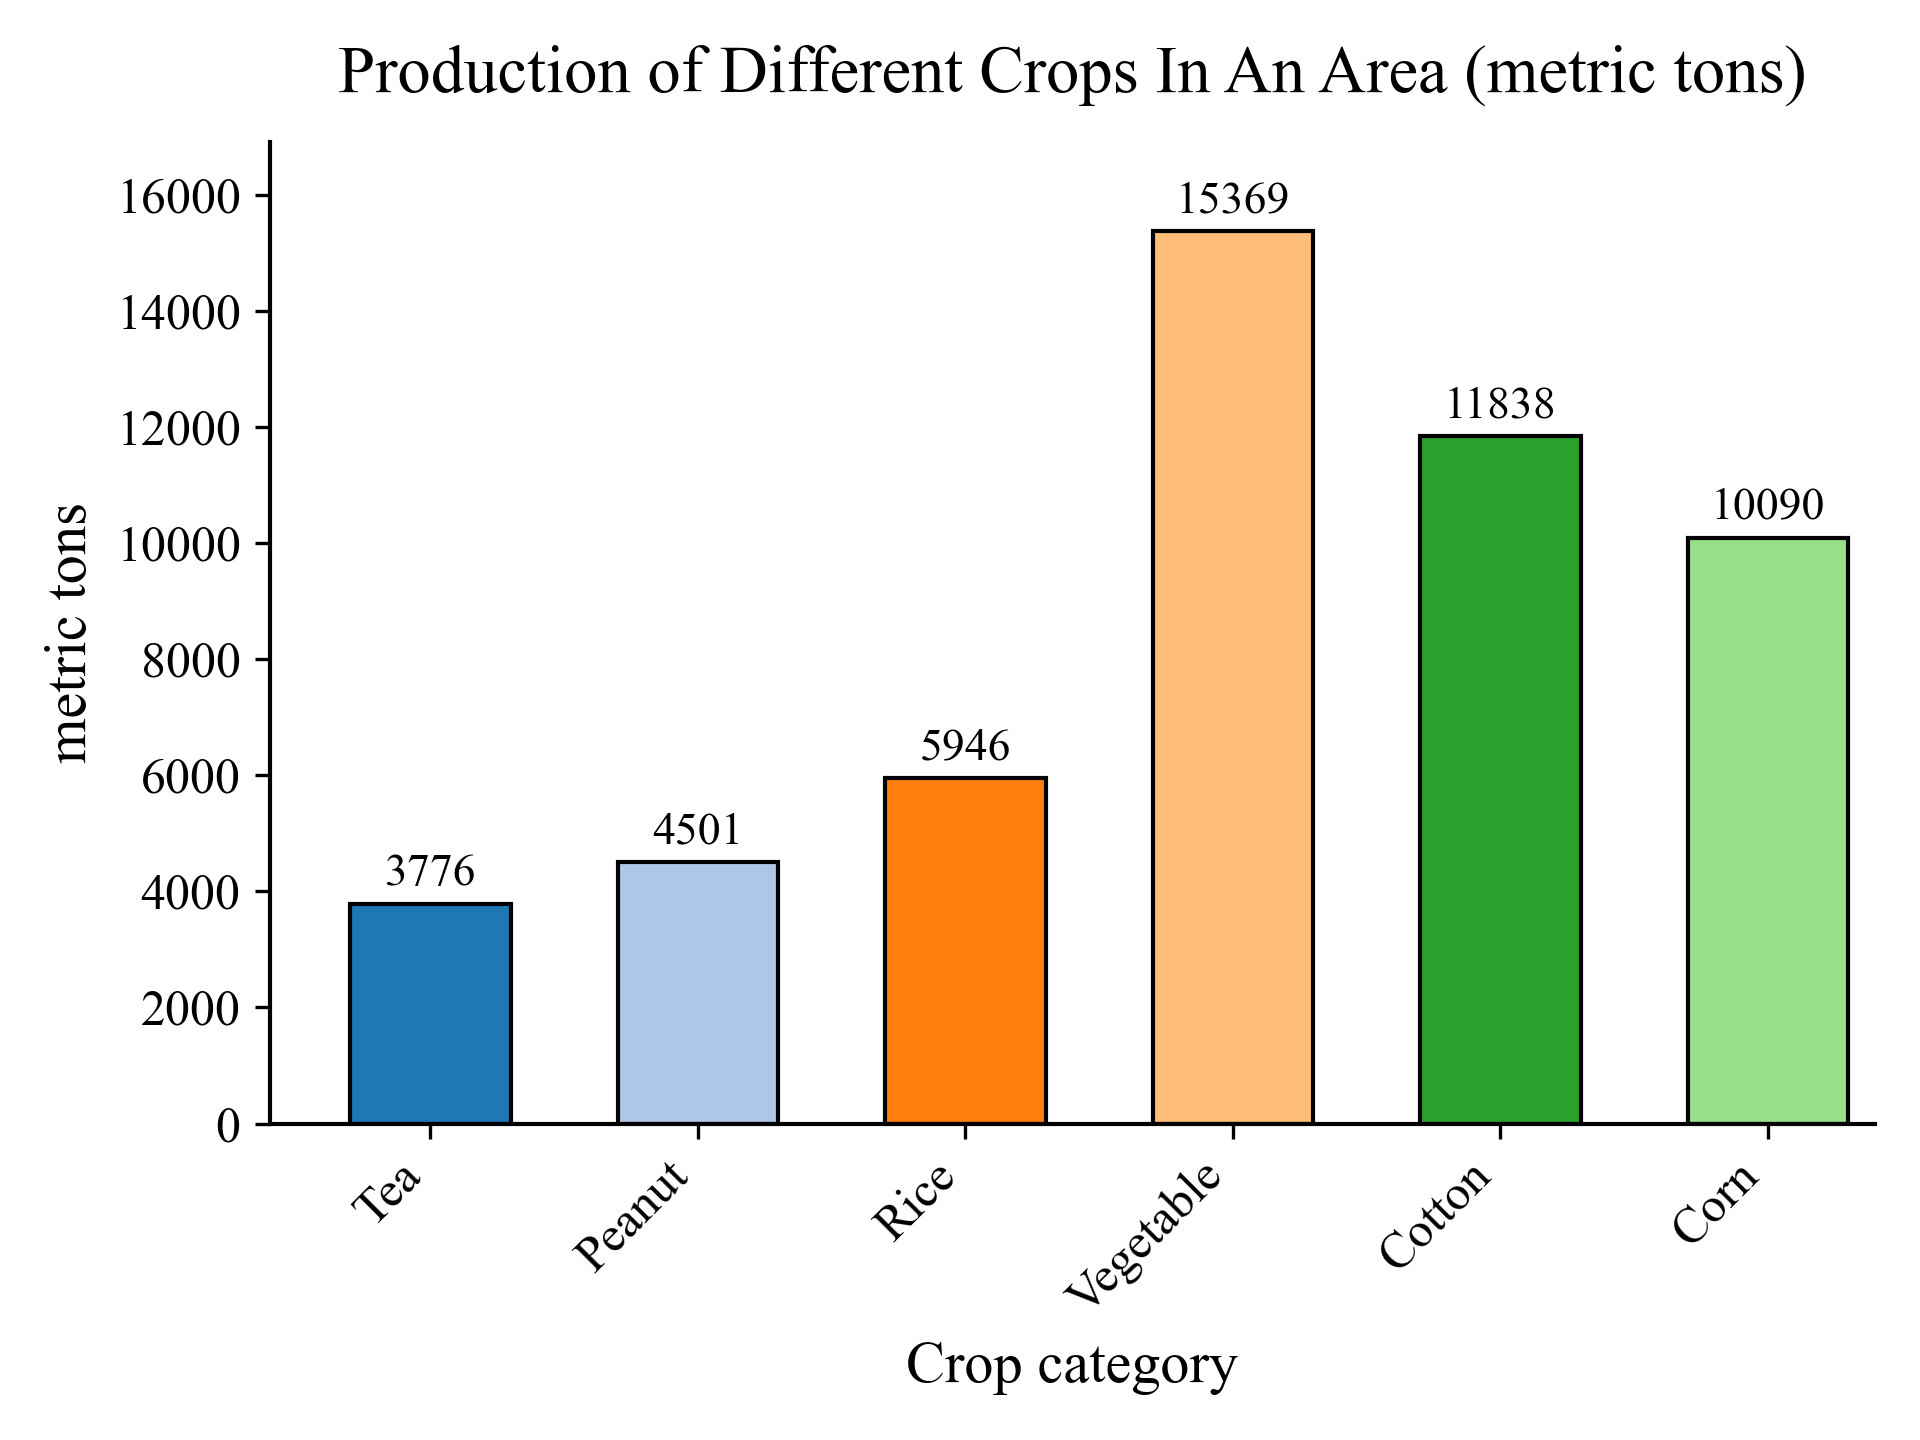 Production of Different Crops In An Area (metric tons)
metric tons
16000
14000
12000
10000
8000
6000
4000
2000
0
3776
4501
5946
15369
11838
10090
Tea
Peanut
Rice
Vegetable
Cotton
Corn
Crop category